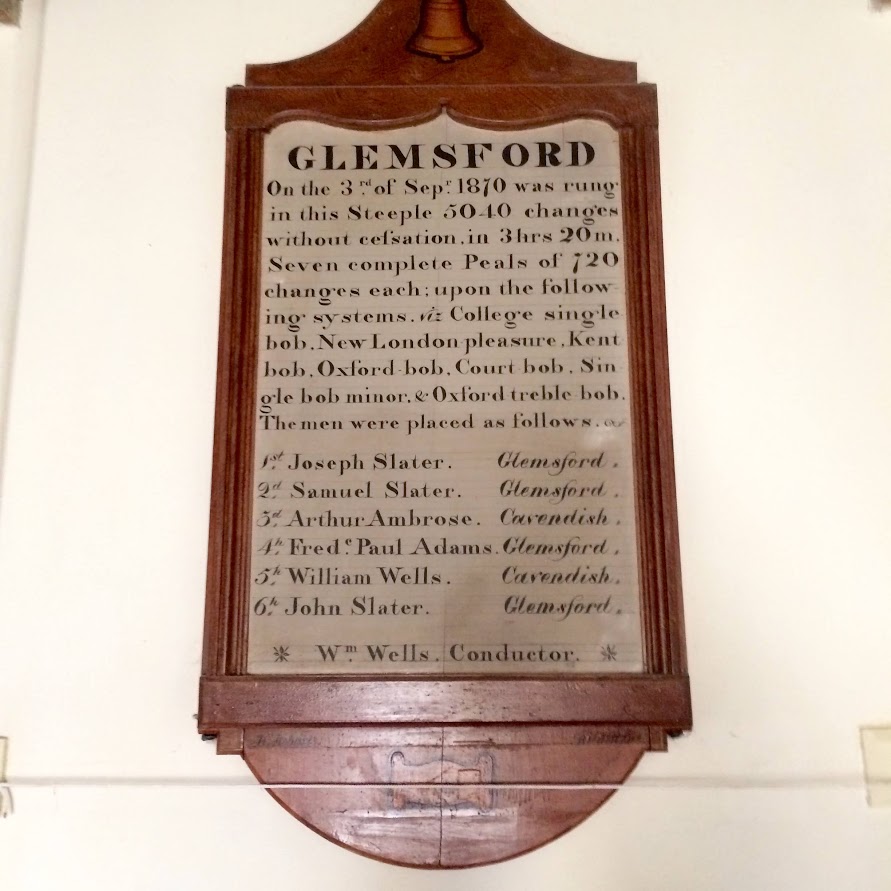 GLEMSFORD
On the 3rd. of Sepr. 1870 was rung
in this Steeple 5040 changes
without ceſsation, in 3hrs 20m.
Seven complete Peals of 720
changes each; upon the follow-
ing systems. viz College single
bob, New London pleasure, Kent
bob, Oxford-bob, Court bob, Sin-
gle bob minor, & Oxford treble bob.
The men were placed as follows.
1st. Joseph Slater. Glemsford.
2d. Samuel Slater. Glemsford.
3d. Arthur Ambrose. Cavendish.
4h. Fredc. Paul Adams. Glemsford.
5h. William Wells. Cavendish.
6h. John Slater. Glemsford.
Wm. Wells. Conductor.